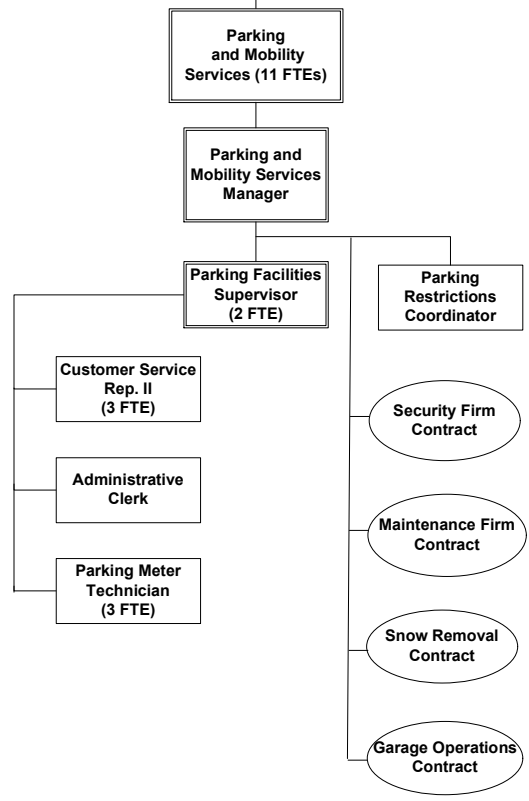 Parking
and Mobility
Services (11 FTEs)
Parking and
Mobility Services
Manager
Parking Facilities
Supervisor
(2 FTE)
Parking
Restrictions
Coordinator
Customer Service
Rep. II
(3 FTE)
Administrative
Clerk
Parking Meter
Technician
(3 FTE)
Security Firm
Contract
Maintenance Firm
Contract
Snow Removal
Contract
Garage Operations
Contract